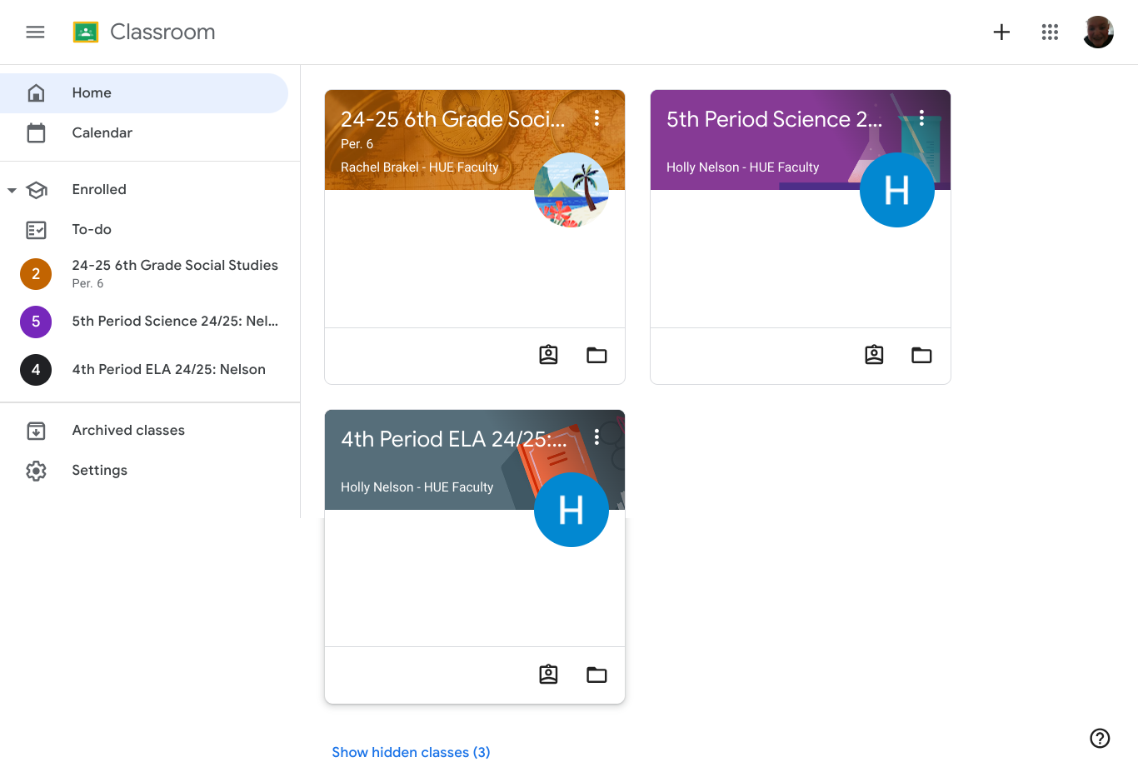 Classroom
Home
Calendar
Enrolled
To-do
2
24-25 6th Grade Social Studies
Per. 6
5
5th Period Science 24/25: Nel...
4
4th Period ELA 24/25: Nelson
Archived classes
Settings
24-25 6th Grade Soci...
Per. 6
Rachel Brakel - HUE Faculty
5th Period Science 2...
Holly Nelson - HUE Faculty
H
4th Period ELA 24/25:...
Holly Nelson - HUE Faculty
H
Show hidden classes (3)